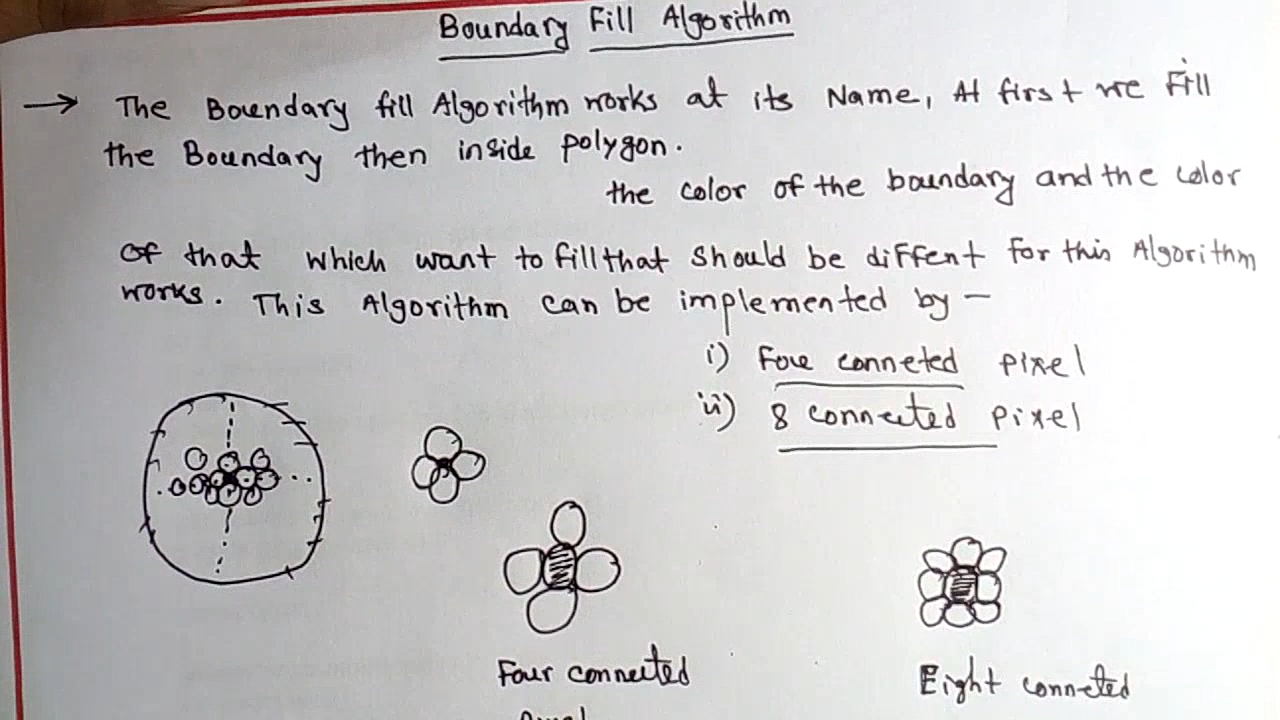 Boundary Fill Algorithm
→ The Boundary fill Algorithm works at its Name, At first we Fill
the Boundary then inside polygon.
the color of the boundary and the color
of that which want to fill that should be diffent for this Algorithm
works. This Algorithm can be implemented by —
i) Four conneted pixel
ii) 8 connected pixel
Four connected Eight conneted